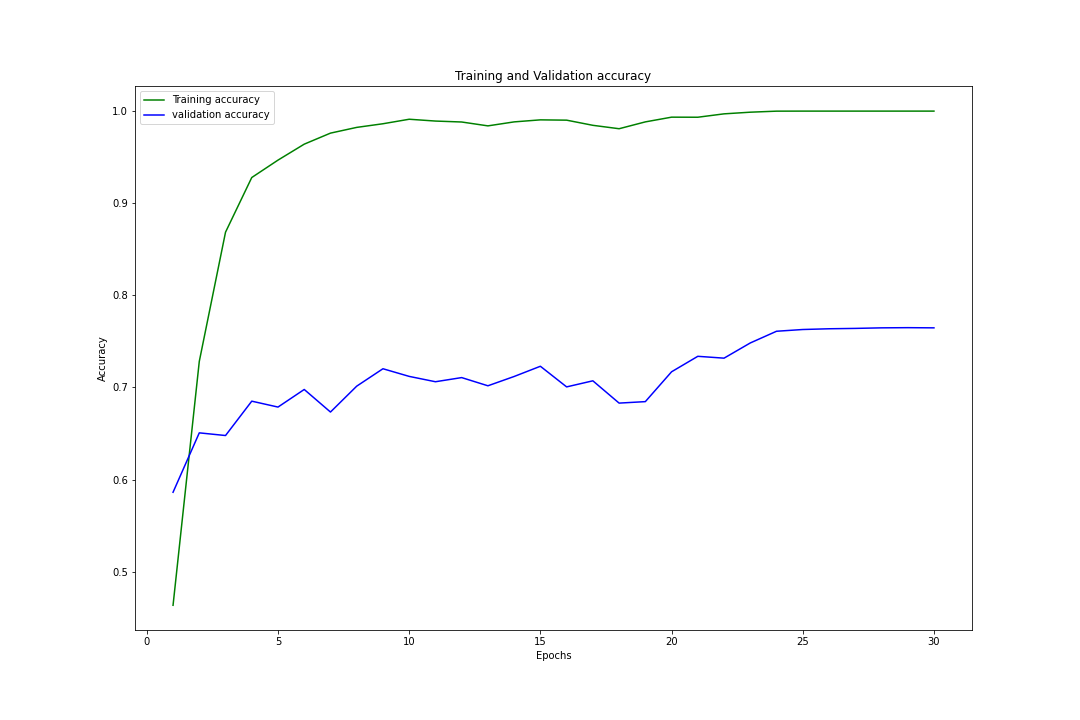 Training and Validation accuracy
Training accuracy
validation accuracy
1.0
0.9
0.8
0.7
0.6
0.5
Accuracy
0 5 10 15 20 25 30
Epochs